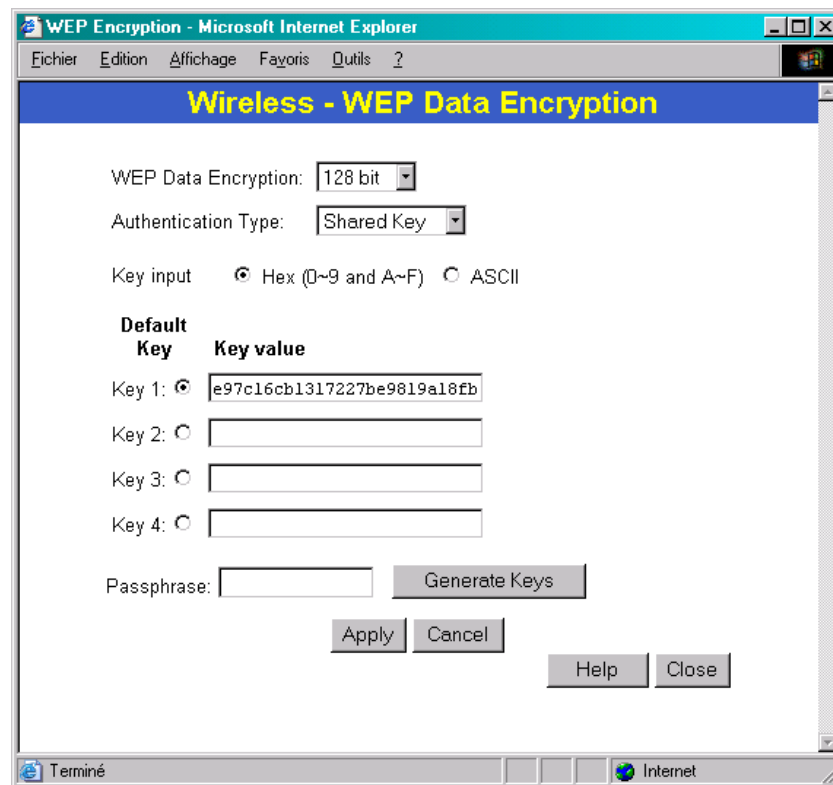 WEP Encryption - Microsoft Internet Explorer
Fichier Edition Affichage Favoris Outils ?
Wireless - WEP Data Encryption
WEP Data Encryption: 128 bit
Authentication Type: Shared Key
Key input Hex (0~9 and A~F) ASCII
Default
Key Key value
Key 1: e97c16cb1317227be9819a18fb
Key 2:
Key 3:
Key 4:
Passphrase: Generate Keys
Apply Cancel
Help Close
Terminé Internet